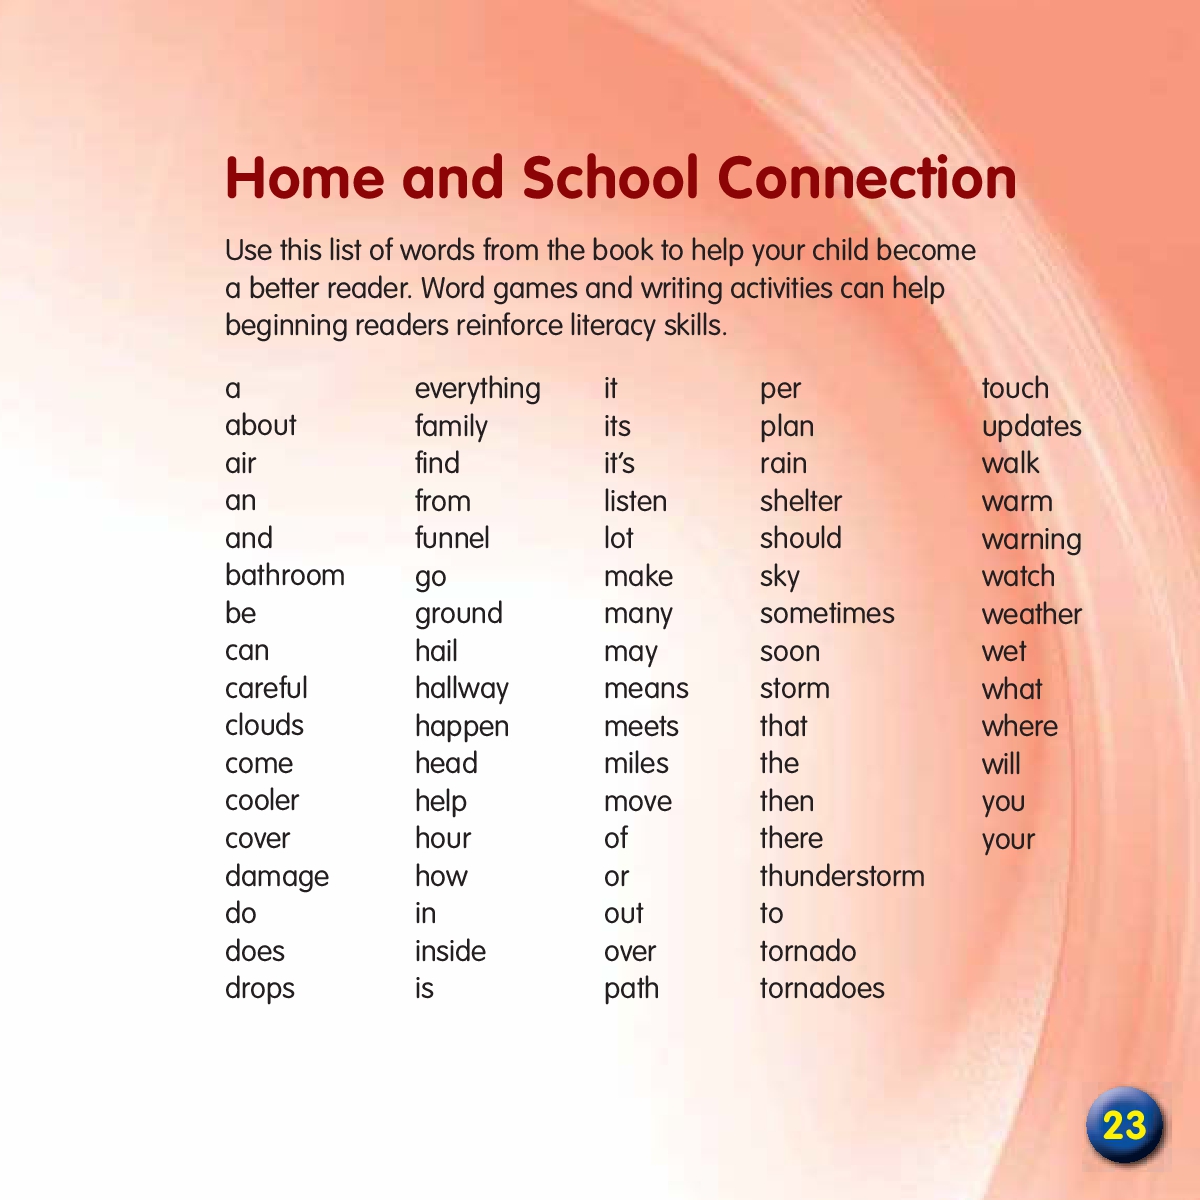 Home and School Connection
Use this list of words from the book to help your child become
a better reader. Word games and writing activities can help
beginning readers reinforce literacy skills.
a
about
air
an
and
bathroom
be
can
careful
clouds
come
cooler
cover
damage
do
does
drops
everything
family
find
from
funnel
go
ground
hail
hallway
happen
head
help
hour
how
in
inside
is
it
its
it's
listen
lot
make
many
may
means
meets
miles
move
of
or
out
over
path
per
plan
rain
shelter
should
sky
sometimes
soon
storm
that
the
then
there
thunderstorm
to
tornado
tornadoes
touch
updates
walk
warm
warning
watch
weather
wet
what
where
will
you
your
23